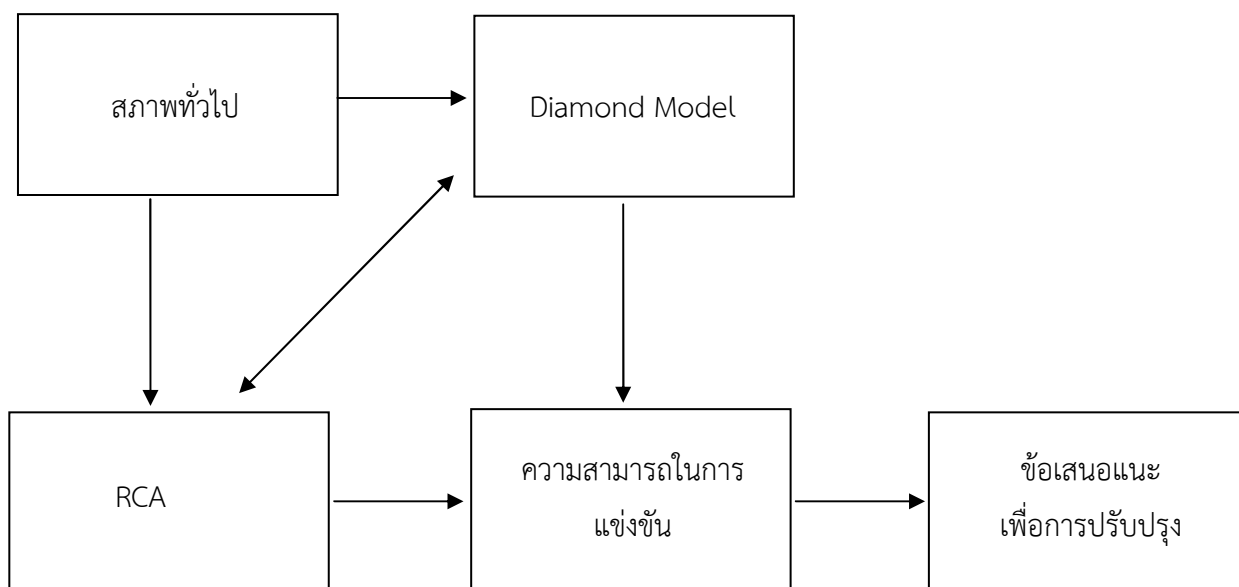 สภาพทั่วไป
Diamond Model
RCA
ความสามารถในการ
แข่งขัน
ข้อเสนอแนะ
เพื่อการปรับปรุง